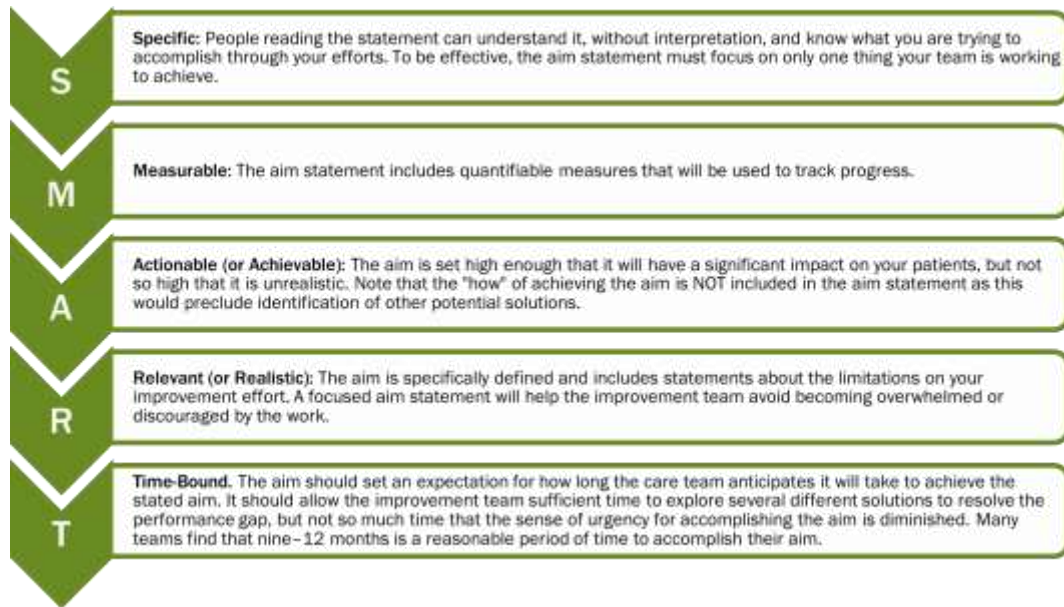 S
Specific: People reading the statement can understand it, without interpretation, and know what you are trying to
accomplish through your efforts. To be effective, the aim statement must focus on only one thing your team is working
to achieve.
M
Measurable: The aim statement includes quantifiable measures that will be used to track progress.
A
Actionable (or Achievable): The aim is set high enough that it will have a significant impact on your patients, but not
so high that it is unrealistic. Note that the "how" of achieving the aim is NOT included in the aim statement as this
would preclude identification of other potential solutions.
R
Relevant (or Realistic): The aim is specifically defined and includes statements about the limitations on your
improvement effort. A focused aim statement will help the improvement team avoid becoming overwhelmed or
discouraged by the work.
T
Time-Bound. The aim should set an expectation for how long the care team anticipates it will take to achieve the
stated aim. It should allow the improvement team sufficient time to explore several different solutions to resolve the
performance gap, but not so much time that the sense of urgency for accomplishing the aim is diminished. Many
teams find that nine–12 months is a reasonable period of time to accomplish their aim.